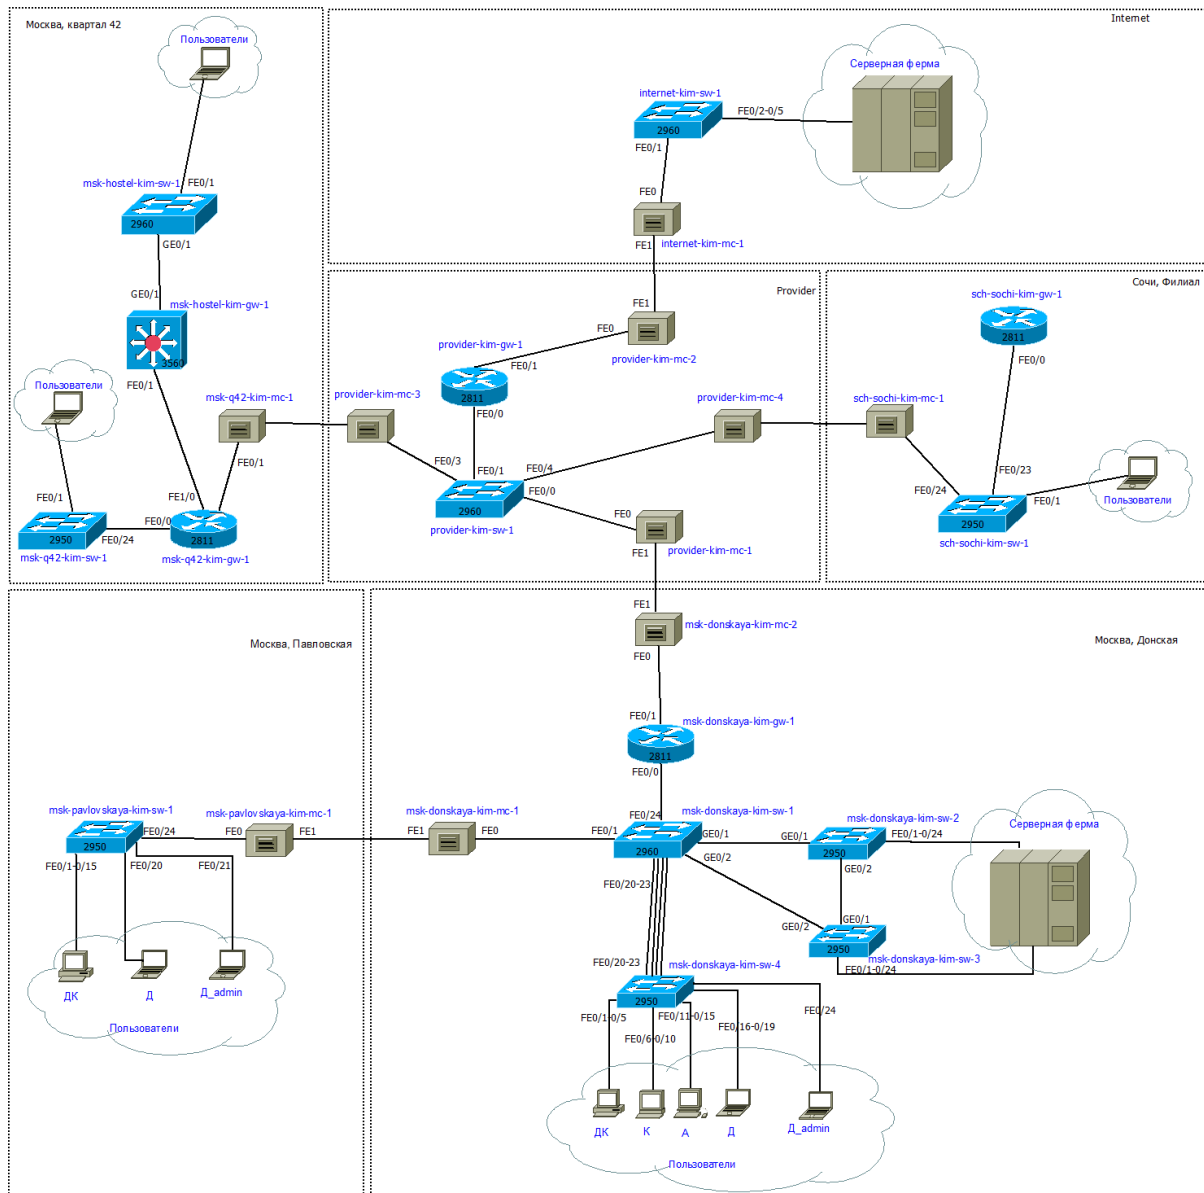 Москва, квартал 42
Пользователи
msk-hostel-kim-sw-1
FE0/1
2960
GE0/1
GE0/1
msk-hostel-kim-gw-1
3560
FE0/1
Пользователи
msk-q42-kim-mc-1
FE0/1
FE0/1
FE1/0
FE0/0
2950
FE0/24
2811
msk-q42-kim-sw-1
msk-q42-kim-gw-1
Internet
Серверная ферма
internet-kim-sw-1
FE0/2-0/5
2960
FE0/1
FE0
FE1
internet-kim-mc-1
Provider
FE1
FE0
provider-kim-gw-1
provider-kim-mc-2
FE0/1
provider-kim-mc-3
2811
FE0/0
provider-kim-mc-4
FE0/3
FE0/1
FE0/4
FE0/0
2960
provider-kim-sw-1
FE0
FE1
provider-kim-mc-1
Сочи, Филиал
sch-sochi-kim-gw-1
2811
FE0/0
sch-sochi-kim-mc-1
FE0/23
FE0/24
FE0/1
Пользователи
2950
sch-sochi-kim-sw-1
Москва, Павловская
msk-pavlovskaya-kim-sw-1
msk-pavlovskaya-kim-mc-1
FE0/24
FE0
FE1
2950
FE0/1-0/15
FE0/20
FE0/21
ДК
Д
Д_admin
Пользователи
Москва, Донская
FE1
msk-donskaya-kim-mc-2
FE0
FE0/1
msk-donskaya-kim-gw-1
2811
FE0/0
msk-donskaya-kim-mc-1
FE1
FE0
FE0/24
msk-donskaya-kim-sw-1
FE0/1
2960
GE0/1
GE0/2
GE0/1
msk-donskaya-kim-sw-2
FE0/1-0/24
2950
GE0/2
Серверная ферма
FE0/20-23
GE0/2
GE0/1
2950
msk-donskaya-kim-sw-3
FE0/1-0/24
FE0/20-23
msk-donskaya-kim-sw-4
2950
FE0/1-0/5
FE0/6-0/10
FE0/11-0/15
FE0/16-0/19
FE0/24
ДК
К
А
Д
Д_admin
Пользователи